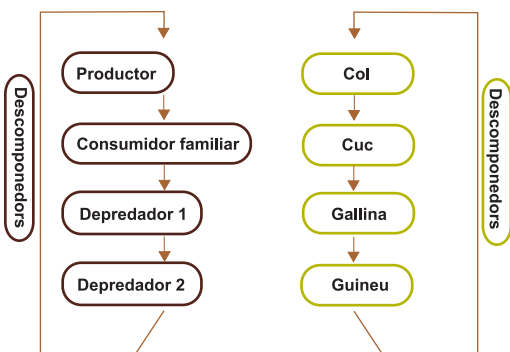 Descomponedors
Productor
Consumidor familiar
Depredador 1
Depredador 2
Col
Cuc
Gallina
Guineu
Descomponedors